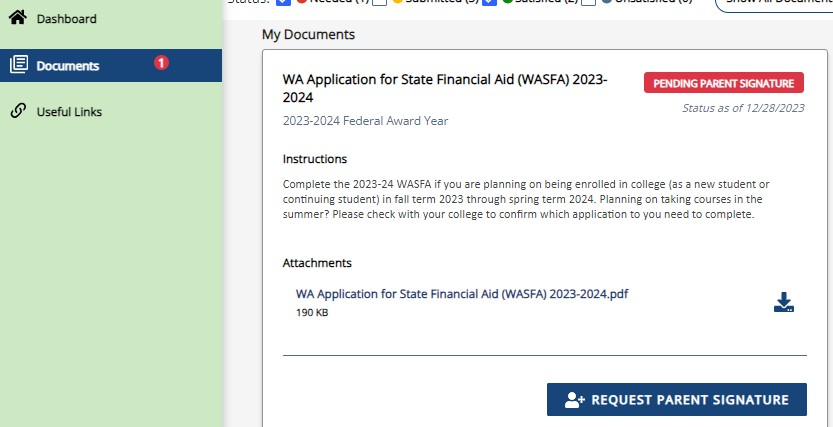 Status: Needed (1) Submitted (3) Satisfied (2) Unsatisfied (0) Show All Document
Dashboard
My Documents
Documents 1
WA Application for State Financial Aid (WASFA) 2023-
2024
PENDING PARENT SIGNATURE
Status as of 12/28/2023
2023-2024 Federal Award Year
Useful Links
Instructions
Complete the 2023-24 WASFA if you are planning on being enrolled in college (as a new student or
continuing student) in fall term 2023 through spring term 2024. Planning on taking courses in the
summer? Please check with your college to confirm which application to you need to complete.
Attachments
WA Application for State Financial Aid (WASFA) 2023-2024.pdf
190 KB
REQUEST PARENT SIGNATURE